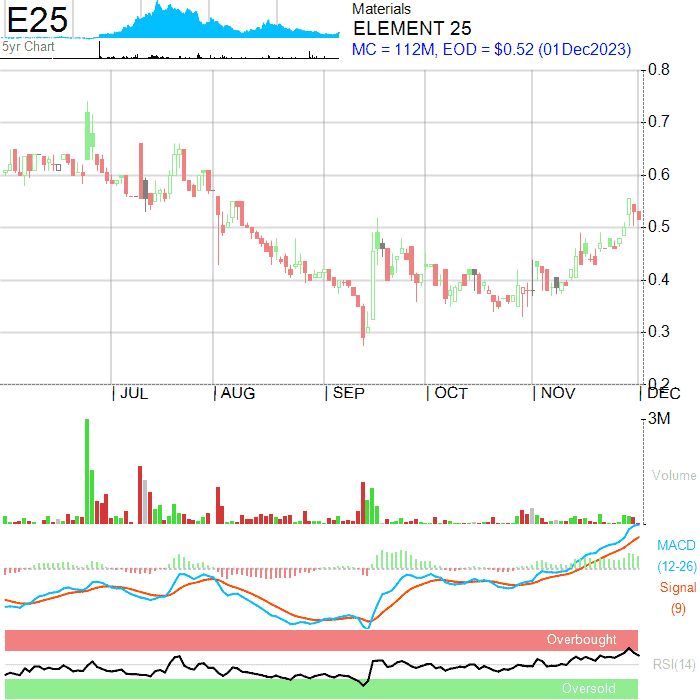 E25
5yr Chart
Materials
ELEMENT 25
MC = 112M, EOD = $0.52 (01Dec2023)
0.8
0.7
0.6
0.5
0.4
0.3
0.2
JUL AUG SEP OCT NOV DEC
3M
Volume
MACD
(12-26)
Signal
(9)
Overbought
RSI(14)
Oversold